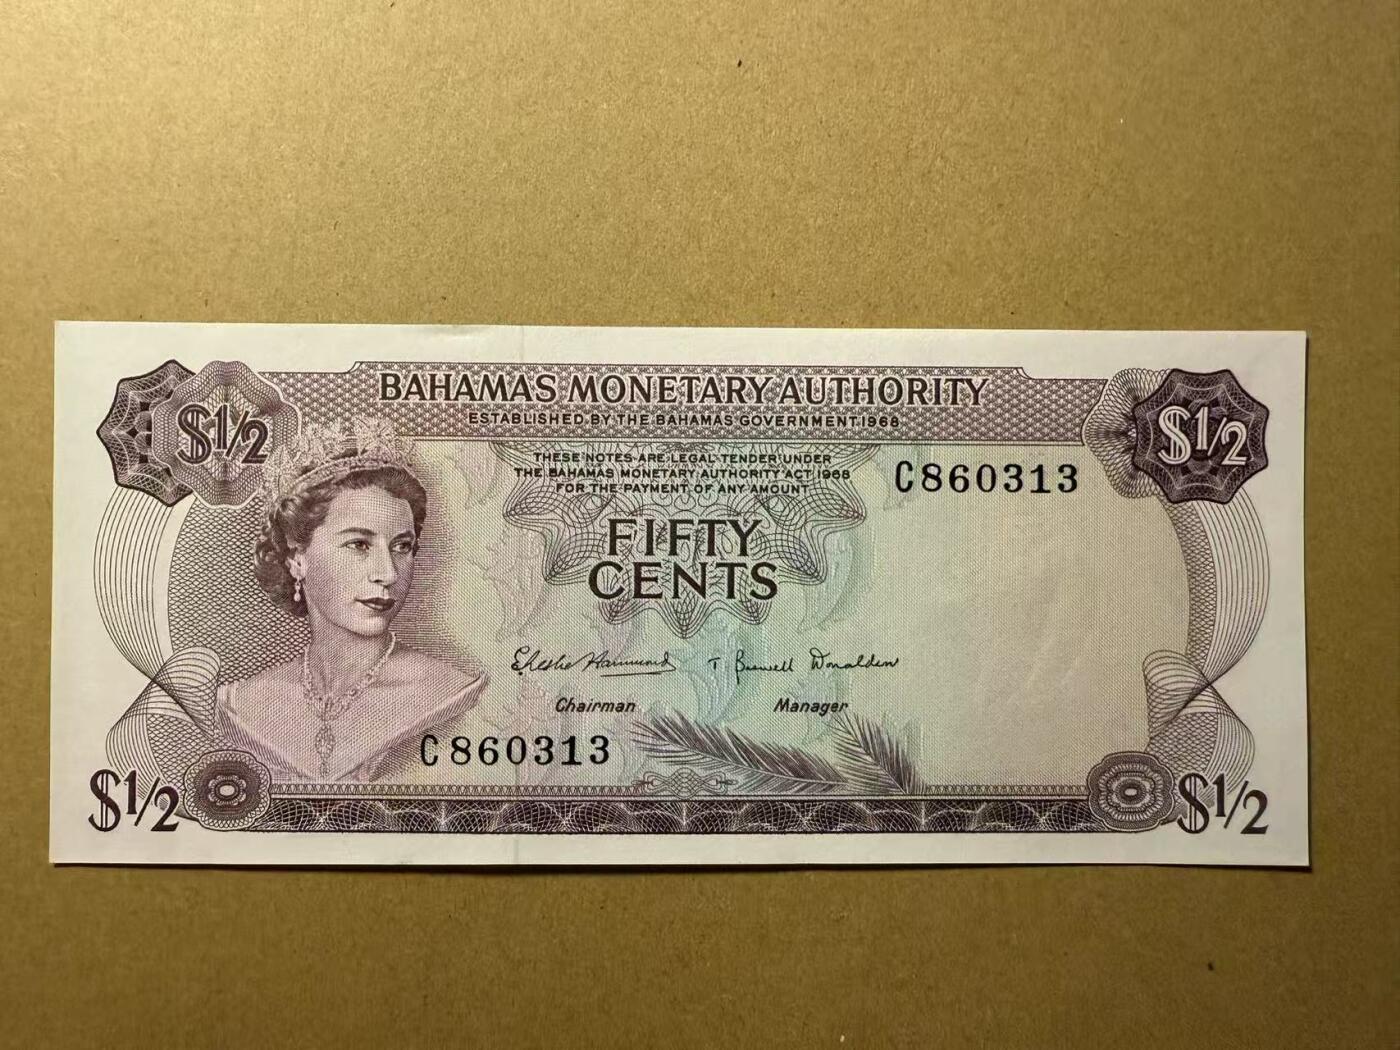 BAHAMAS MONETARY AUTHORITY
ESTABLISHED BY THE BAHAMAS GOVERNMENT 1968
$1/2
$1/2
THESE NOTES ARE LEGAL TENDER UNDER
THE BAHAMAS MONETARY AUTHORITY ACT 1968
FOR THE PAYMENT OF ANY AMOUNT
C860313
FIFTY
CENTS
T Donaldson
Chairman Manager
C860313
$1/2
$1/2